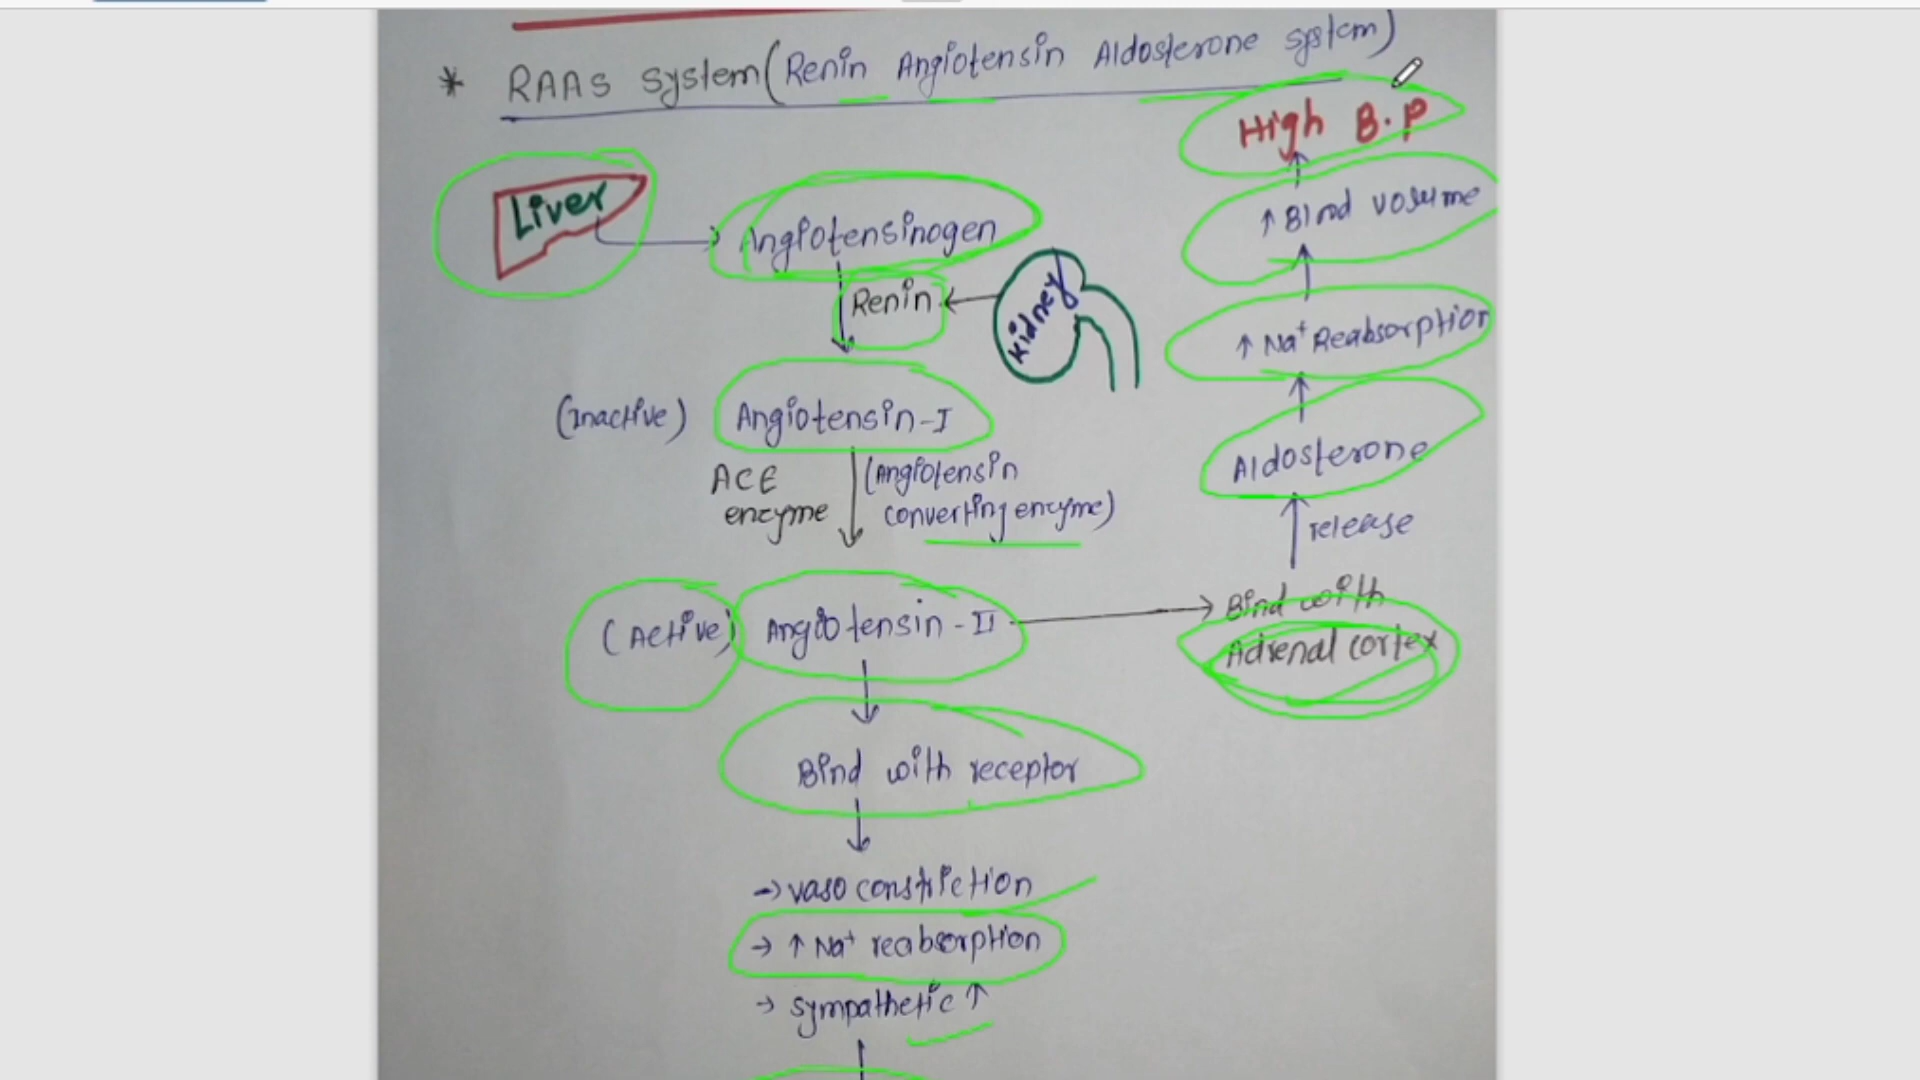 * RAAS system (Renin Angiotensin Aldosterone system)
High B.P
Liver
Angiotensinogen
↑ Blood volume
Renin
Kidney
↑ Na⁺ Reabsorption
(Inactive) Angiotensin-I
Aldosterone
ACE enzyme
(Angiotensin converting enzyme)
release
(Active) Angiotensin-II
Bind with
Adrenal cortex
Bind with receptor
→ vaso constriction
→ ↑ Na⁺ reabsorption
→ sympathetic ↑